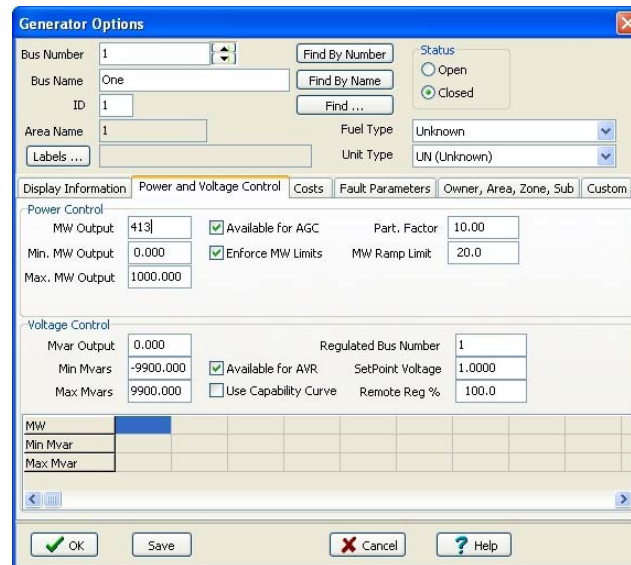 Generator Options
Bus Number 1 Find By Number Status
Bus Name One Find By Name Open
ID 1 Find ... Closed
Area Name 1 Fuel Type Unknown
Labels ... Unit Type UN (Unknown)
Display Information Power and Voltage Control Costs Fault Parameters Owner, Area, Zone, Sub Custom
Power Control
MW Output 413 Available for AGC Part. Factor 10.00
Min. MW Output 0.000 Enforce MW Limits MW Ramp Limit 20.0
Max. MW Output 1000.000
Voltage Control
Mvar Output 0.000 Regulated Bus Number 1
Min Mvars -9900.000 Available for AVR SetPoint Voltage 1.0000
Max Mvars 9900.000 Use Capability Curve Remote Reg % 100.0
MW
Min Mvar
Max Mvar
OK Save Cancel ? Help